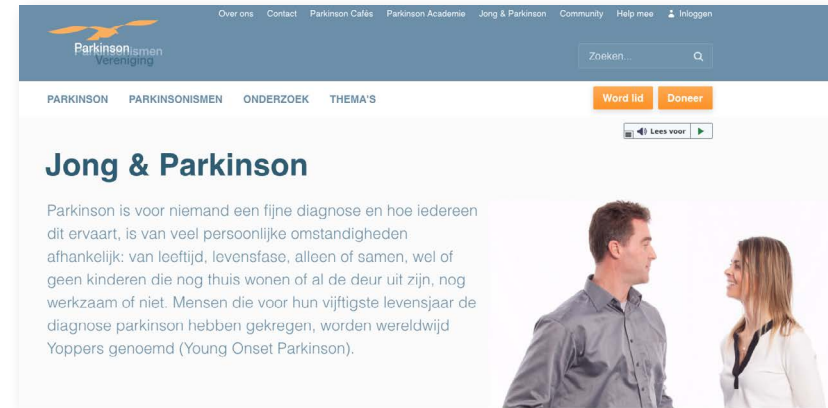 Over ons Contact Parkinson Cafés Parkinson Academie Jong & Parkinson Community Help mee Inloggen
Parkinson
Parkinsonismen
Vereniging
Zoeken...
PARKINSON PARKINSONISMEN ONDERZOEK THEMA'S
Word lid Doneer
Lees voor
Jong & Parkinson
Parkinson is voor niemand een fijne diagnose en hoe iedereen
dit ervaart, is van veel persoonlijke omstandigheden
afhankelijk: van leeftijd, levensfase, alleen of samen, wel of
geen kinderen die nog thuis wonen of al de deur uit zijn, nog
werkzaam of niet. Mensen die voor hun vijftigste levensjaar de
diagnose parkinson hebben gekregen, worden wereldwijd
Yoppers genoemd (Young Onset Parkinson).